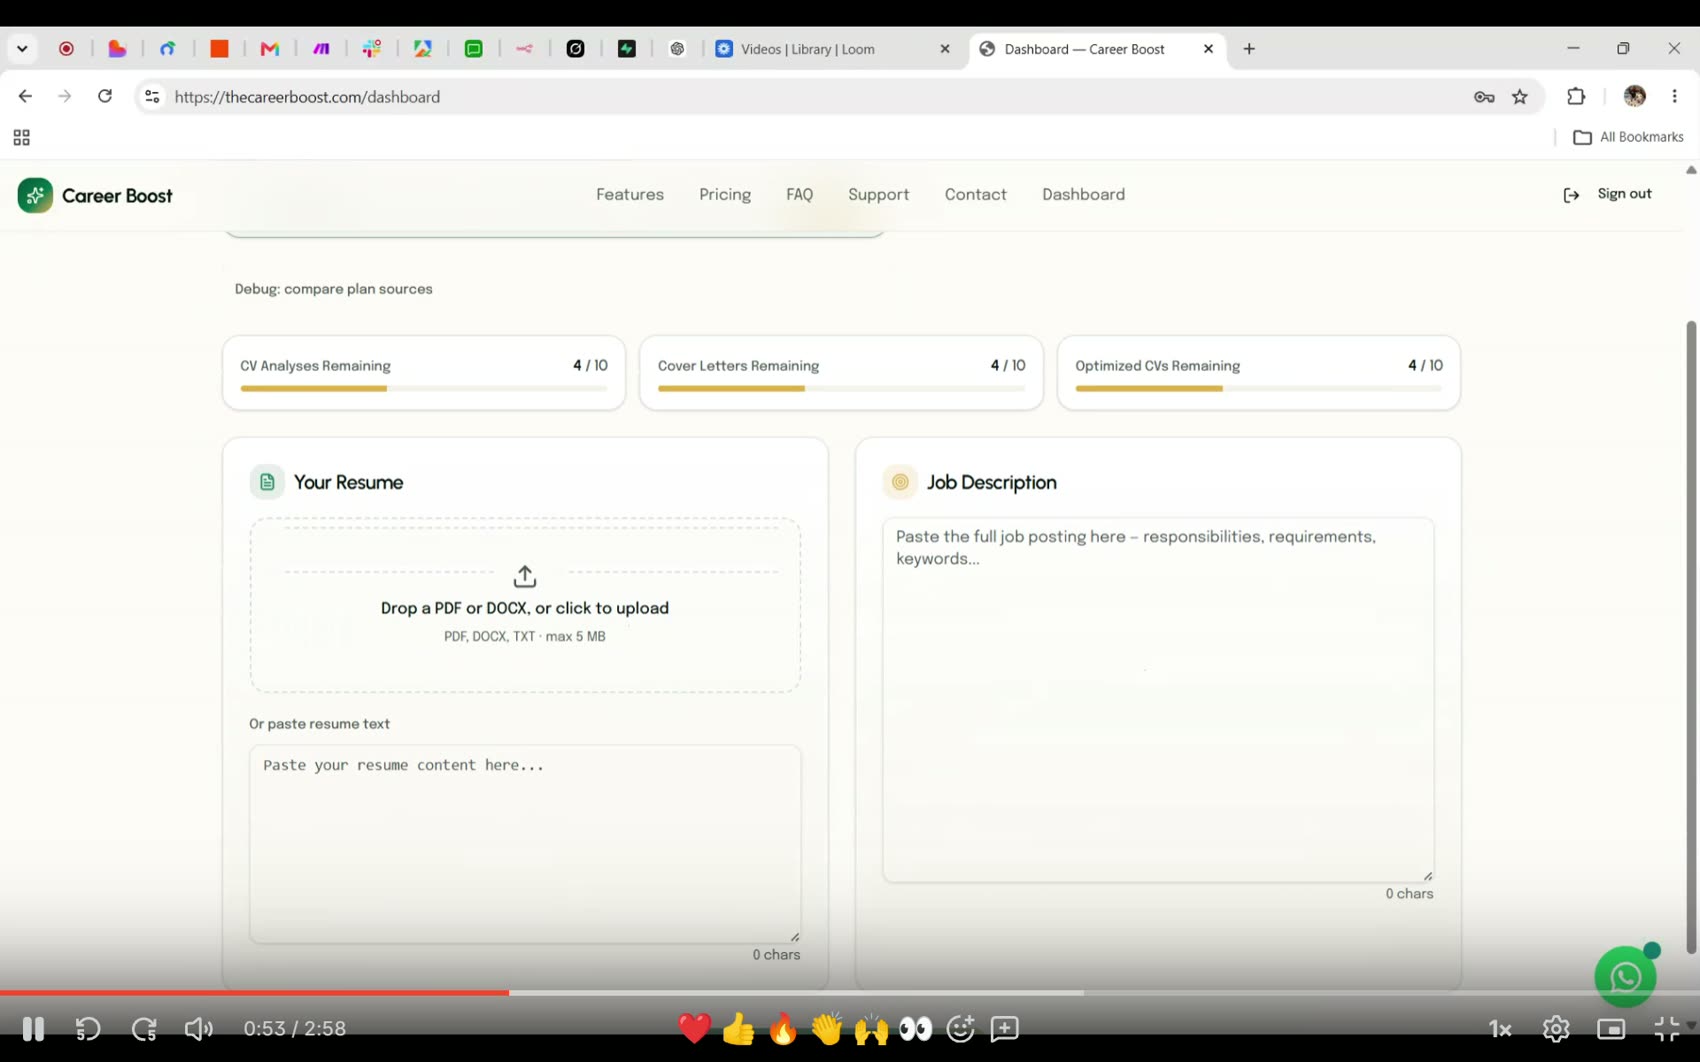 Videos | Library | Loom
Dashboard — Career Boost
https://thecareerboost.com/dashboard
All Bookmarks
Career Boost
Features
Pricing
FAQ
Support
Contact
Dashboard
Sign out
Debug: compare plan sources
CV Analyses Remaining
4 / 10
Cover Letters Remaining
4 / 10
Optimized CVs Remaining
4 / 10
Your Resume
Drop a PDF or DOCX, or click to upload
PDF, DOCX, TXT · max 5 MB
Or paste resume text
Paste your resume content here...
0 chars
Job Description
Paste the full job posting here – responsibilities, requirements,
keywords...
0 chars
5
5
0:53 / 2:58
1x